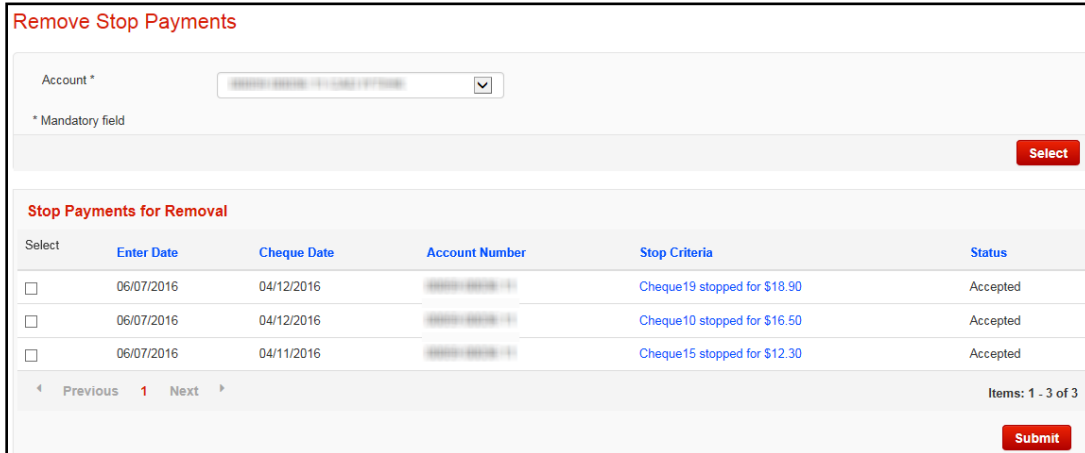 Remove Stop Payments
Account *
* Mandatory field
Select
Stop Payments for Removal
Select Enter Date Cheque Date Account Number Stop Criteria Status
06/07/2016 04/12/2016 Cheque19 stopped for $18.90 Accepted
06/07/2016 04/12/2016 Cheque10 stopped for $16.50 Accepted
06/07/2016 04/11/2016 Cheque15 stopped for $12.30 Accepted
Previous 1 Next Items: 1 - 3 of 3
Submit